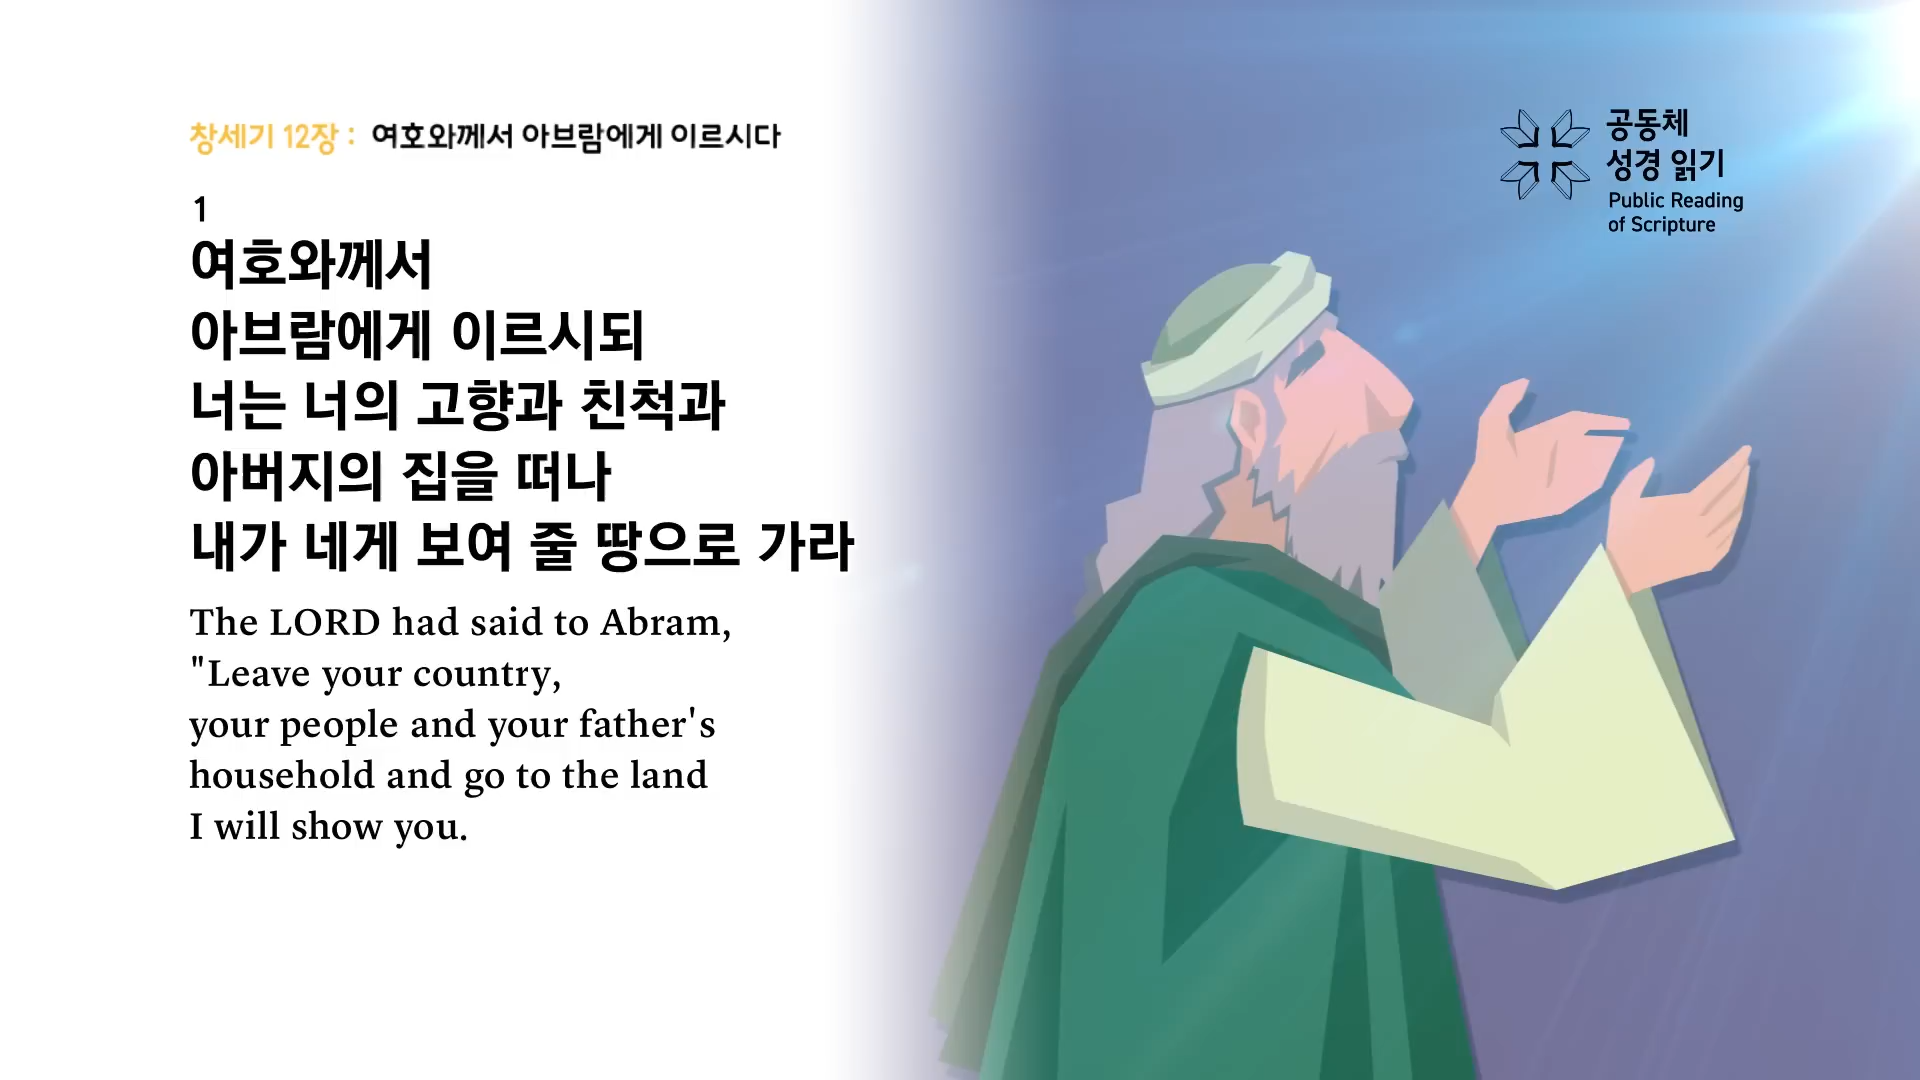 창세기 12장 : 여호와께서 아브람에게 이르시다
1
여호와께서
아브람에게 이르시되
너는 너의 고향과 친척과
아버지의 집을 떠나
내가 네게 보여 줄 땅으로 가라
The LORD had said to Abram,
"Leave your country,
your people and your father's
household and go to the land
I will show you.
공동체
성경 읽기
Public Reading
of Scripture